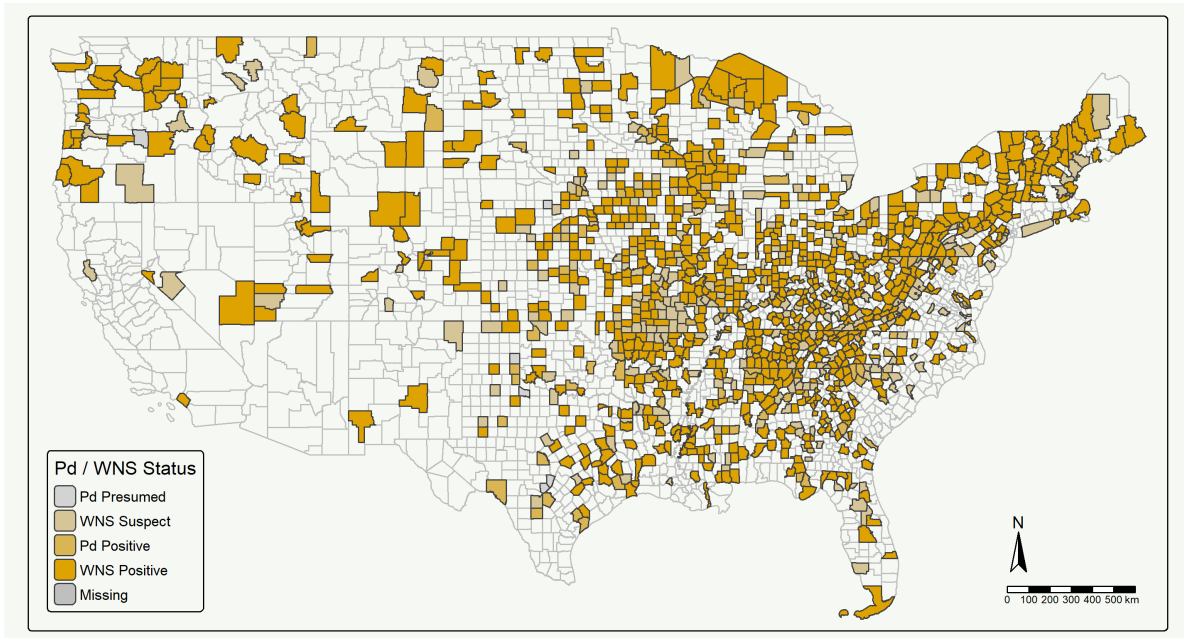 Pd / WNS Status
Pd Presumed
WNS Suspect
Pd Positive
WNS Positive
Missing
N
0 100 200 300 400 500 km